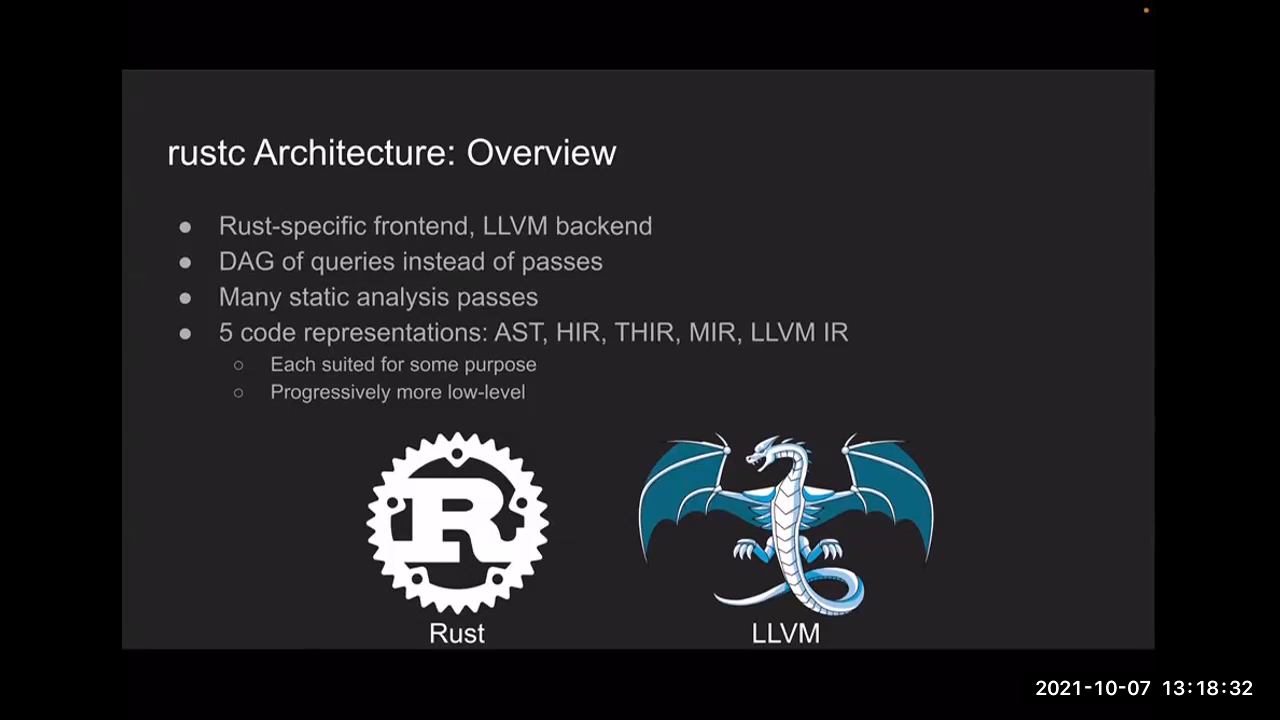 rustc Architecture: Overview
● Rust-specific frontend, LLVM backend
● DAG of queries instead of passes
● Many static analysis passes
● 5 code representations: AST, HIR, THIR, MIR, LLVM IR
○ Each suited for some purpose
○ Progressively more low-level
R
Rust
LLVM
2021-10-07 13:18:32